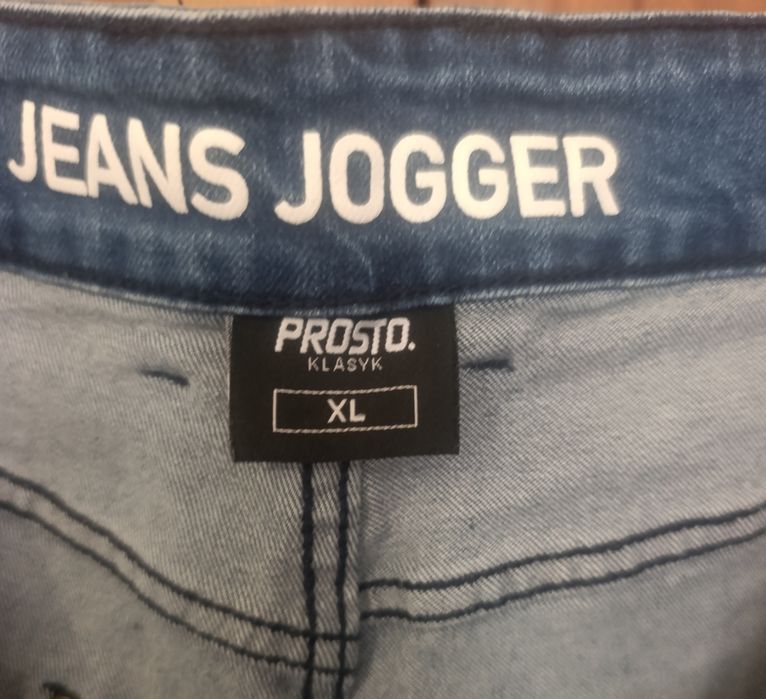 JEANS JOGGER
PROSTO.
KLASYK
XL